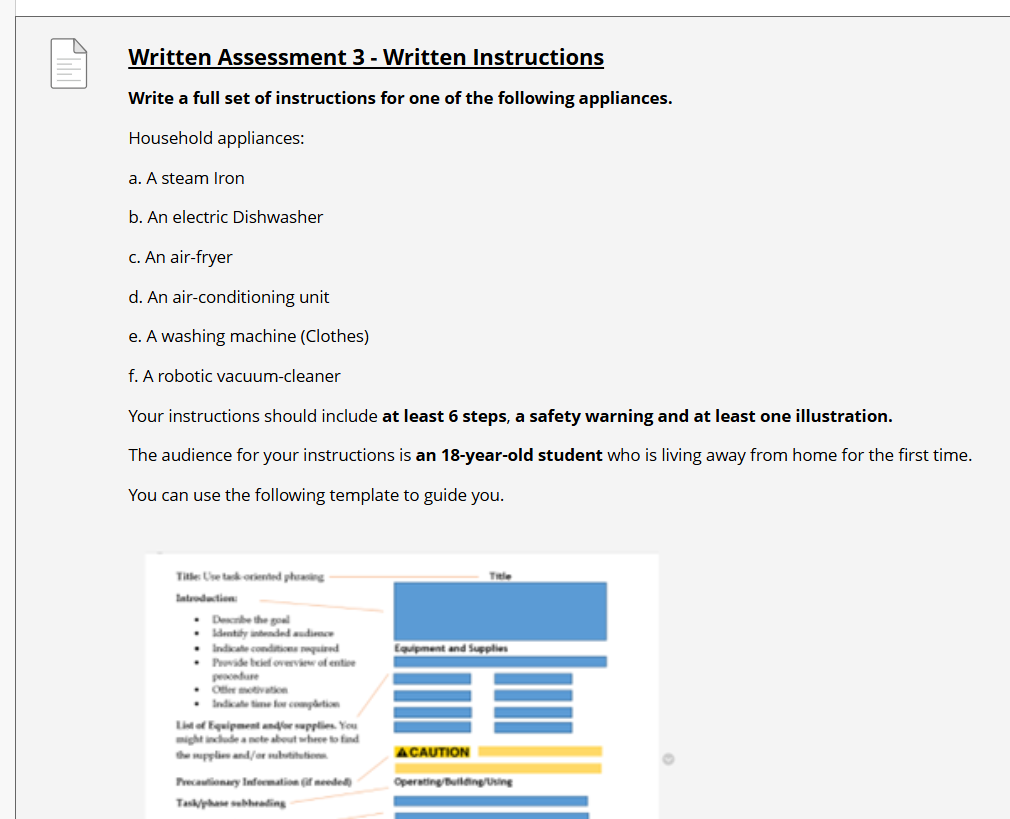 Written Assessment 3 - Written Instructions
Write a full set of instructions for one of the following appliances.
Household appliances:
a. A steam Iron
b. An electric Dishwasher
c. An air-fryer
d. An air-conditioning unit
e. A washing machine (Clothes)
f. A robotic vacuum-cleaner
Your instructions should include at least 6 steps, a safety warning and at least one illustration.
The audience for your instructions is an 18-year-old student who is living away from home for the first time.
You can use the following template to guide you.
Title: Use task-oriented phrasing
Title
Introduction:
Describe the goal
Identify intended audience
Indicate conditions required
Provide brief overview of entire
procedure
Offer motivation
Indicate time for completion
Equipment and Supplies
List of Equipment and/or supplies. You
might include a note about where to find
the supplies and/or substitutions.
CAUTION
Precautionary Information (if needed)
Operating/Building/Using
Task/phase subheading